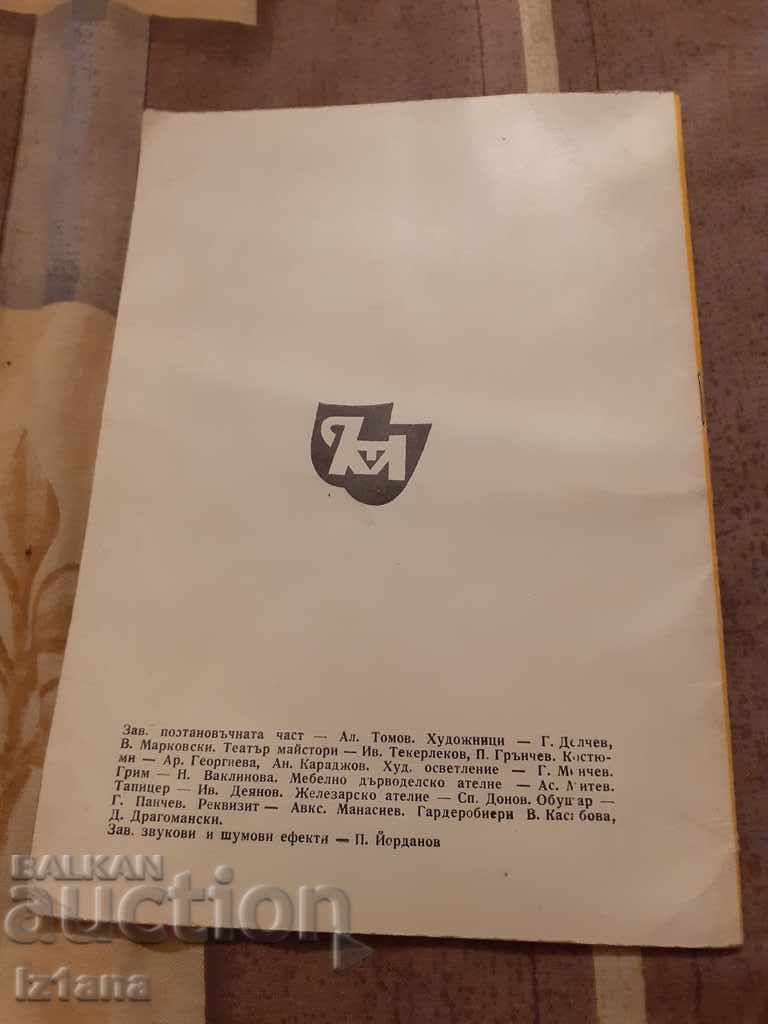 Зав. поэтановъчната част — Ал. Томов. Художници — Г. Делчев,
В. Марковски. Театър майстори — Ив. Текерлеков, П. Грънчев. Костю-
ми — Ар. Георгиева, Ан. Караджов. Худ. осветление — Г. Минчев.
Грим — Н. Ваклинова. Мебелно дърводелско ателие — Ас. Митев.
Тапицер — Ив. Деянов. Железарско ателие — Сп. Донов. Обущар —
Г. Панчев. Реквизит — Авкс. Манасиев. Гардеробиери В. Касабова,
Д. Драгомански.
Зав. звукови и шумови ефекти — П. Йорданов
BALKAN
auction
iz1ana